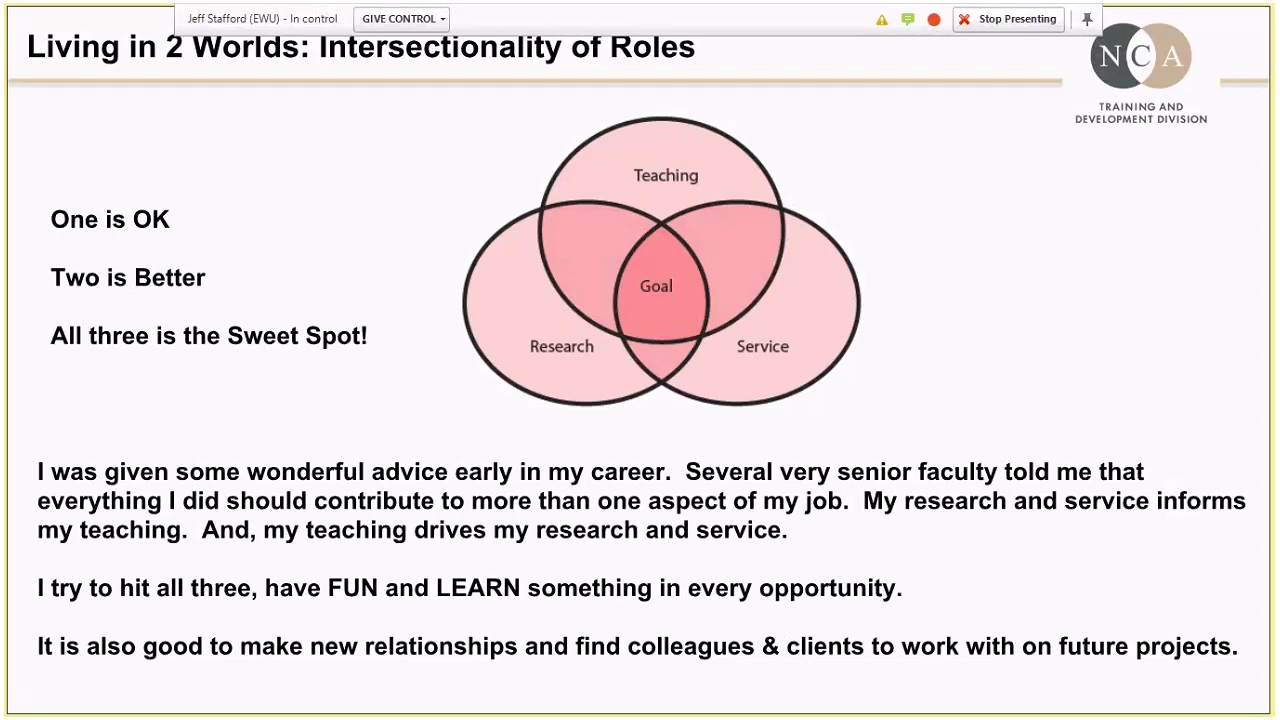 Jeff Stafford (EWU) - In control
GIVE CONTROL
Stop Presenting
Living in 2 Worlds: Intersectionality of Roles
NCA
TRAINING AND
DEVELOPMENT DIVISION
One is OK
Two is Better
All three is the Sweet Spot!
Teaching
Goal
Research
Service
I was given some wonderful advice early in my career.  Several very senior faculty told me that
everything I did should contribute to more than one aspect of my job.  My research and service informs
my teaching.  And, my teaching drives my research and service.
I try to hit all three, have FUN and LEARN something in every opportunity.
It is also good to make new relationships and find colleagues & clients to work with on future projects.